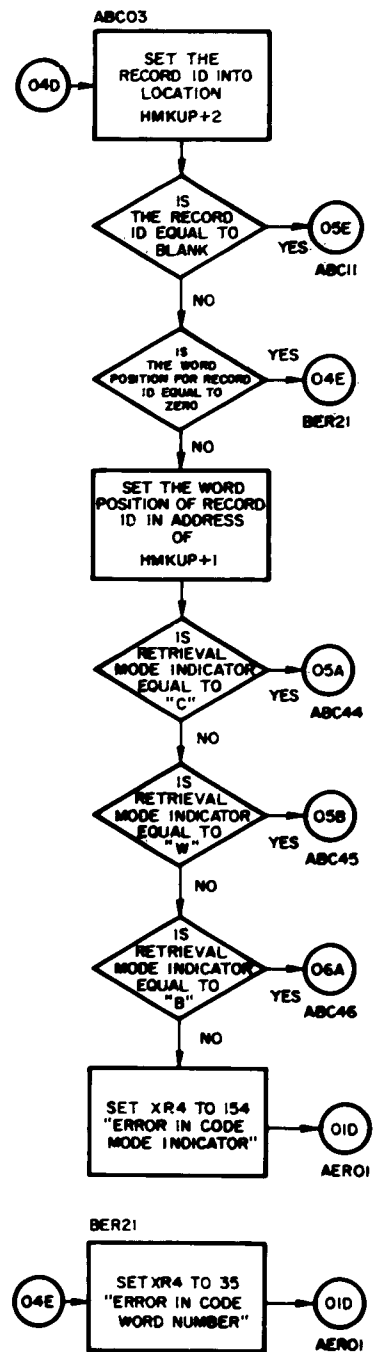 ABC03
04D
SET THE
RECORD ID INTO
LOCATION
HMKUP+2
IS
THE RECORD
ID EQUAL TO
BLANK
YES
05E
ABC11
NO
IS
THE WORD
POSITION FOR RECORD
ID EQUAL TO
ZERO
YES
04E
BER21
NO
SET THE WORD
POSITION OF RECORD
ID IN ADDRESS
OF
HMKUP+1
IS
RETRIEVAL
MODE INDICATOR
EQUAL TO
"C"
YES
05A
ABC44
NO
IS
RETRIEVAL
MODE INDICATOR
EQUAL TO
"W"
YES
05B
ABC45
NO
IS
RETRIEVAL
MODE INDICATOR
EQUAL TO
"B"
YES
06A
ABC46
NO
SET XR4 TO 154
"ERROR IN CODE
MODE INDICATOR"
01D
AER01
BER21
04E
SET XR4 TO 35
"ERROR IN CODE
WORD NUMBER"
01D
AER01